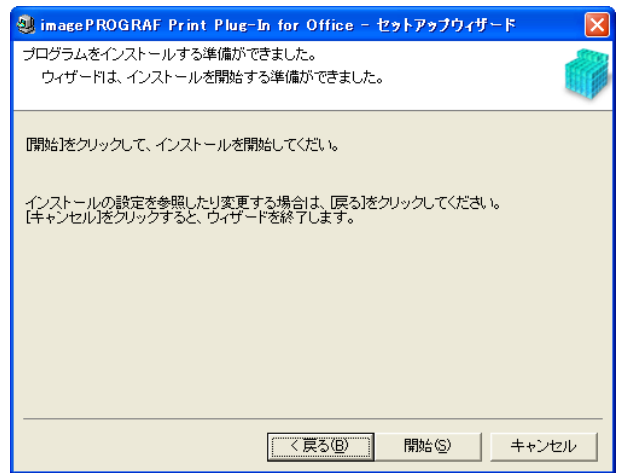 imagePROGRAF Print Plug-In for Office - セットアップウィザード
プログラムをインストールする準備ができました。
ウィザードは、インストールを開始する準備ができました。
[開始]をクリックして、インストールを開始してくだい。
インストールの設定を参照したり変更する場合は、[戻る]をクリックしてください。
[キャンセル]をクリックすると、ウィザードを終了します。
< 戻る(B) 開始(S) キャンセル